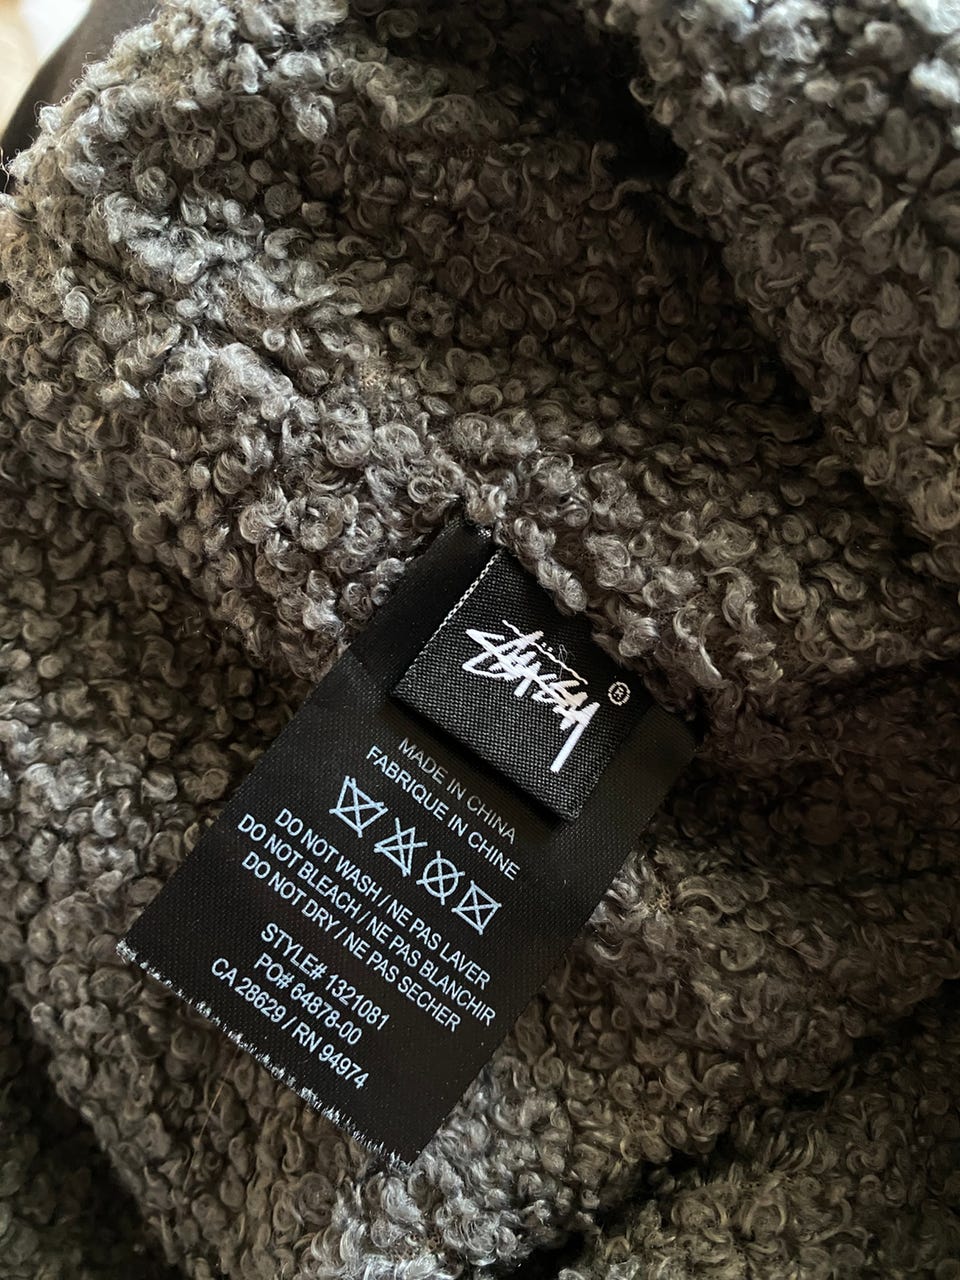 Stüssy ®
MADE IN CHINA
FABRIQUE IN CHINE
DO NOT WASH / NE PAS LAVER
DO NOT BLEACH / NE PAS BLANCHIR
DO NOT DRY / NE PAS SECHER
STYLE# 1321081
PO# 64878-00
CA 28629 / RN 94974